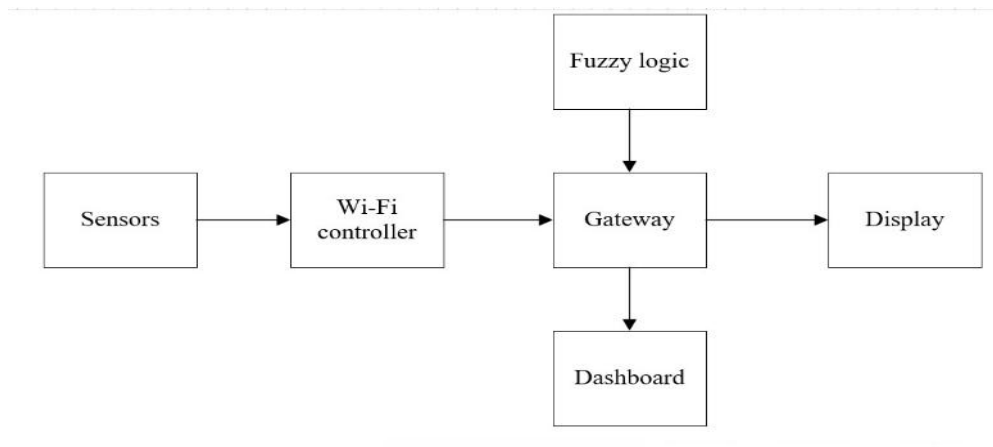 Fuzzy logic
Sensors
Wi-Fi
controller
Gateway
Display
Dashboard